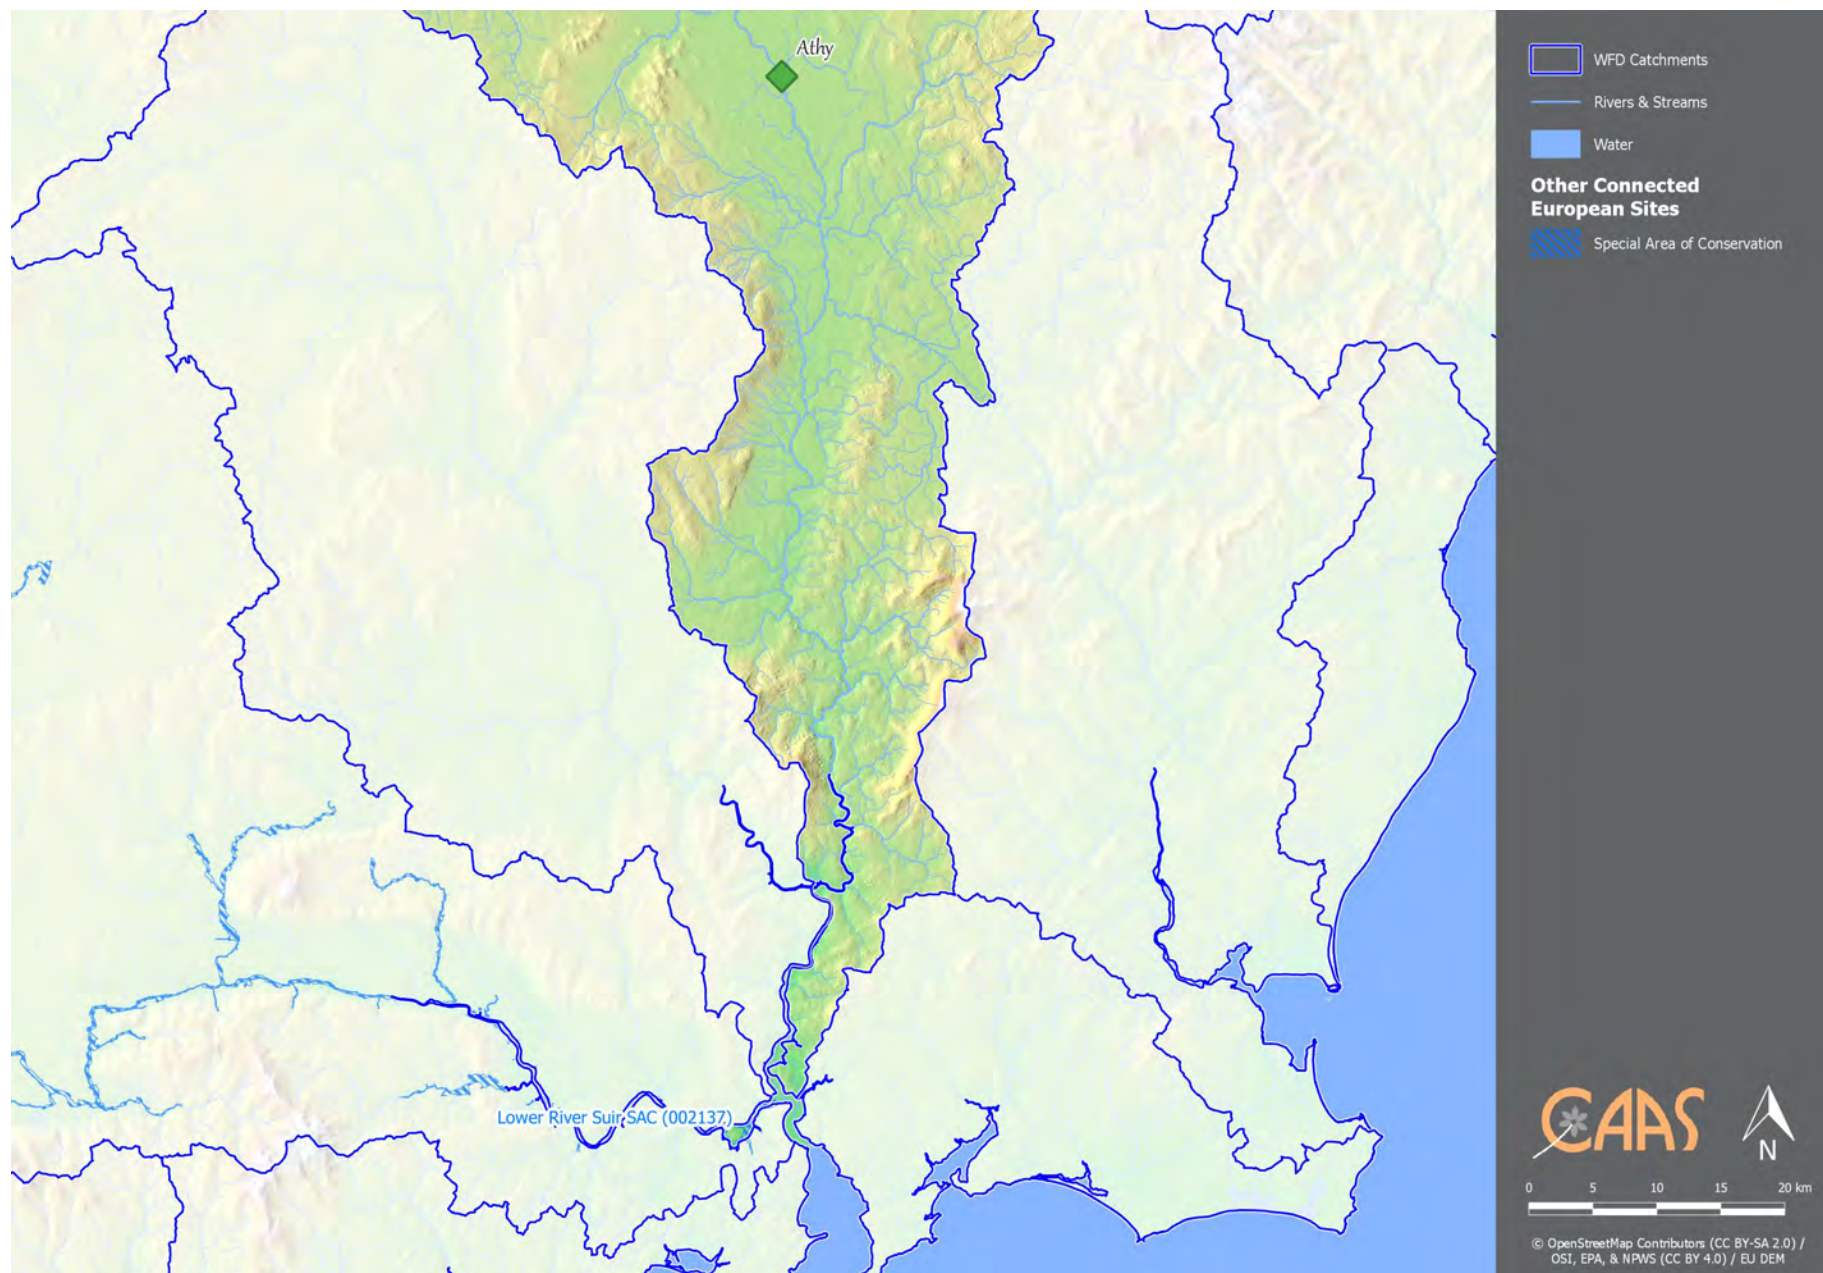 Athy
Lower River Suir SAC (002137)
WFD Catchments
Rivers & Streams
Water
Other Connected
European Sites
Special Area of Conservation
CAAS
N
0 5 10 15 20 km
© OpenStreetMap Contributors (CC BY-SA 2.0) /
OSI, EPA, & NPWS (CC BY 4.0) / EU DEM